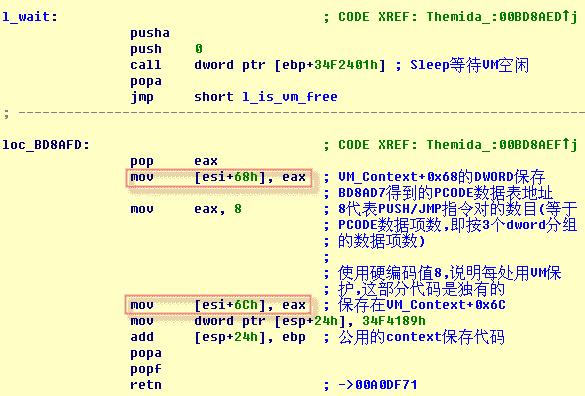 l_wait: ; CODE XREF: Themida_:00BD8AED↑j
pusha
push 0
call dword ptr [ebp+34F2401h] ; Sleep等待VM空闲
popa
jmp short l_is_vm_free
; ---------------------------------------------------------------------------
loc_BD8AFD: ; CODE XREF: Themida_:00BD8AEF↑j
pop eax
mov [esi+68h], eax ; VM_Context+0x68的DWORD保存
; BD8AD7得到的PCODE数据表地址
mov eax, 8 ; 8代表PUSH/JMP指令对的数目(等于
; PCODE数据项数,即按3个dword分组
; 的数据项数)
;
; 使用硬编码值8,说明每处用VM保
; 护,这部分代码是独有的
mov [esi+6Ch], eax ; 保存在VM_Context+0x6C
mov dword ptr [esp+24h], 34F4189h
add [esp+24h], ebp ; 公用的context保存代码
popa
popf
retn ; ->00A0DF71